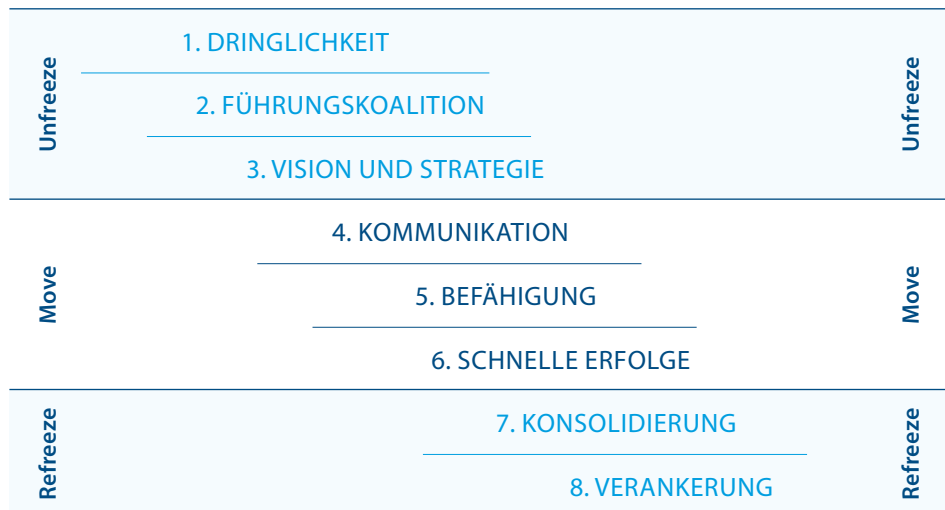 Unfreeze
1. DRINGLICHKEIT
2. FÜHRUNGSKOALITION
3. VISION UND STRATEGIE
Unfreeze
Move
4. KOMMUNIKATION
5. BEFÄHIGUNG
6. SCHNELLE ERFOLGE
Move
Refreeze
7. KONSOLIDIERUNG
8. VERANKERUNG
Refreeze